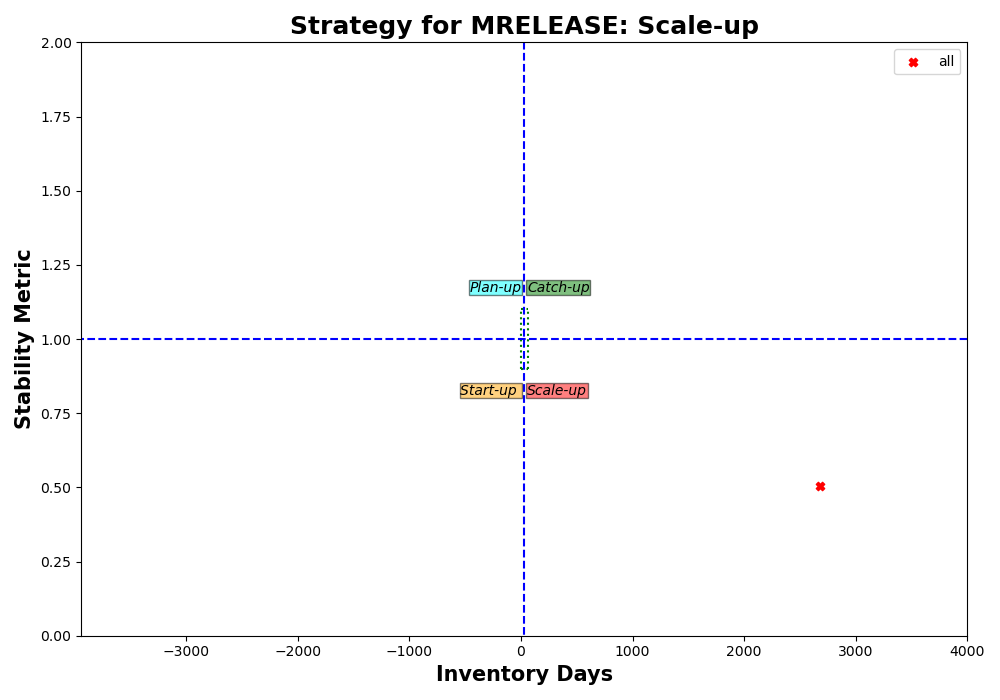 Strategy for MRELEASE: Scale-up
2.00
all
1.75
1.50
1.25
Plan-up
Catch-up
1.00
Start-up
Scale-up
0.75
0.50
0.25
0.00
Stability Metric
−3000
−2000
−1000
0
1000
2000
3000
4000
Inventory Days